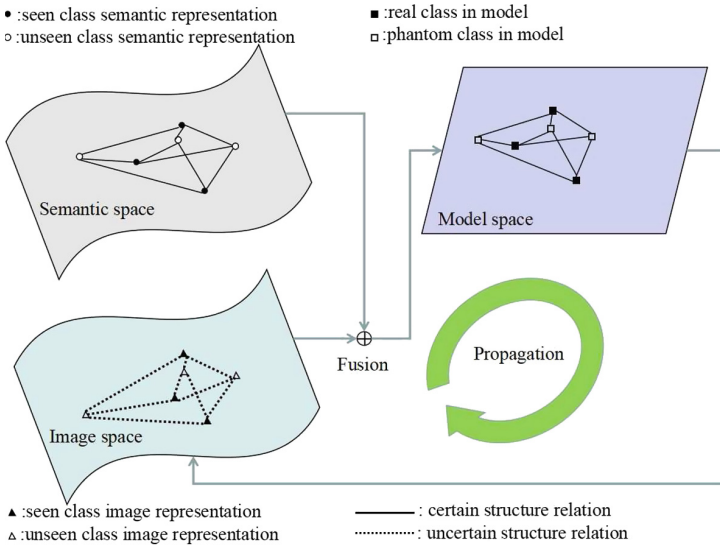 :seen class semantic representation
:unseen class semantic representation
:real class in model
:phantom class in model
Semantic space
Model space
Fusion
Propagation
Image space
:seen class image representation
:unseen class image representation
: certain structure relation
: uncertain structure relation